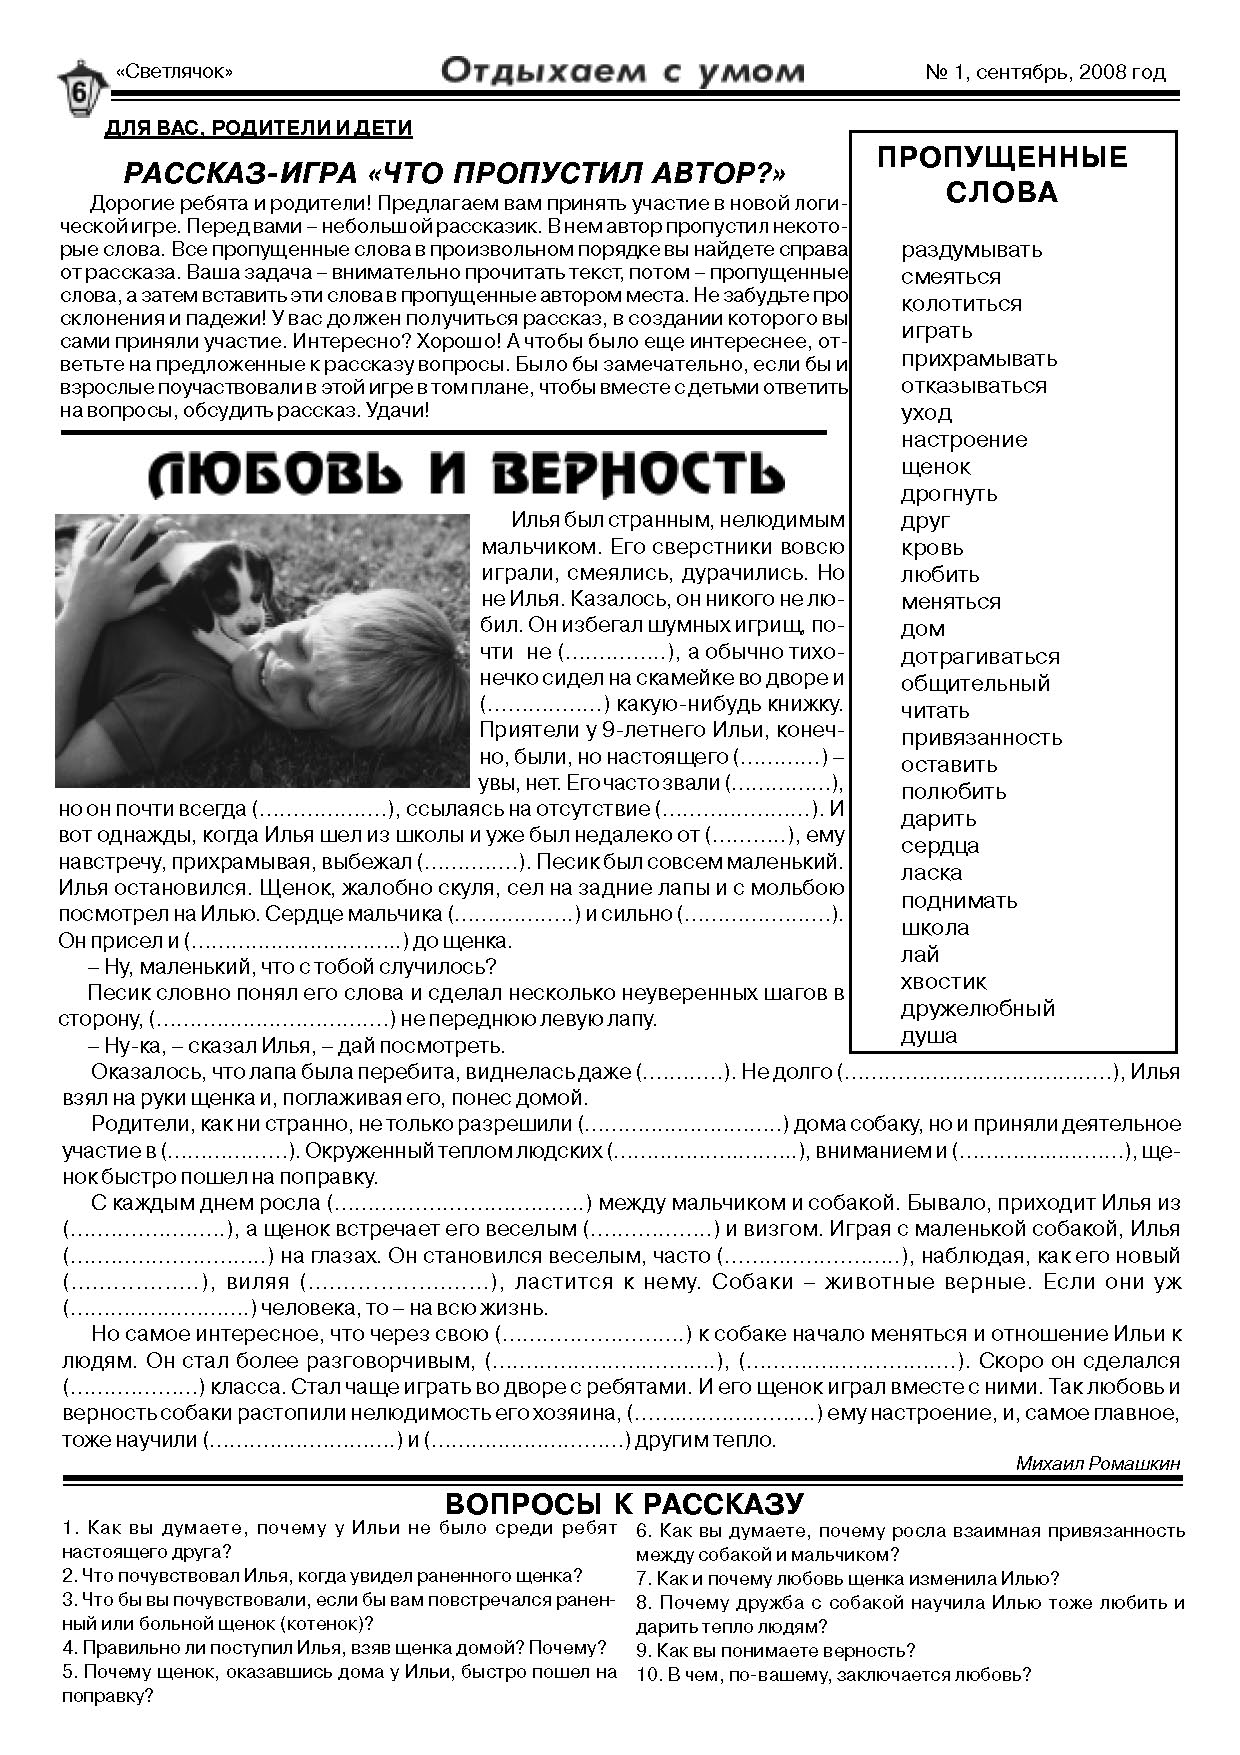 6
«Светлячок»
Отдыхаем с умом
№ 1, сентябрь, 2008 год
ДЛЯ ВАС, РОДИТЕЛИ И ДЕТИ
РАССКАЗ-ИГРА «ЧТО ПРОПУСТИЛ АВТОР?»
Дорогие ребята и родители! Предлагаем вам принять участие в новой логи-
ческой игре. Перед вами – небольшой рассказик. В нем автор пропустил некото-
рые слова. Все пропущенные слова в произвольном порядке вы найдете справа
от рассказа. Ваша задача – внимательно прочитать текст, потом – пропущенные
слова, а затем вставить эти слова в пропущенные автором места. Не забудьте про
склонения и падежи! У вас должен получиться рассказ, в создании которого вы
сами приняли участие. Интересно? Хорошо! А чтобы было еще интереснее, от-
ветьте на предложенные к рассказу вопросы. Было бы замечательно, если бы и
взрослые поучаствовали в этой игре в том плане, чтобы вместе с детьми ответить
на вопросы, обсудить рассказ. Удачи!
ЛЮБОВЬ И ВЕРНОСТЬ
Илья был странным, нелюдимым
мальчиком. Его сверстники вовсю
играли, смеялись, дурачились. Но
не Илья. Казалось, он никого не лю-
бил. Он избегал шумных игрищ, по-
чти не (……………), а обычно тихо-
нечко сидел на скамейке во дворе и
(………………) какую-нибудь книжку.
Приятели у 9-летнего Ильи, конеч-
но, были, но настоящего (…………) –
увы, нет. Его часто звали (……………),
но он почти всегда (……………….), ссылаясь на отсутствие (………………….). И
вот однажды, когда Илья шел из школы и уже был недалеко от (………..), ему
навстречу, прихрамывая, выбежал (…………..). Песик был совсем маленький.
Илья остановился. Щенок, жалобно скуля, сел на задние лапы и с мольбою
посмотрел на Илью. Сердце мальчика (………………) и сильно (………………….).
Он присел и (…………………………..) до щенка.
– Ну, маленький, что с тобой случилось?
Песик словно понял его слова и сделал несколько неуверенных шагов в
сторону, (……………………………..) не переднюю левую лапу.
– Ну-ка, – сказал Илья, – дай посмотреть.
Оказалось, что лапа была перебита, виднелась даже (…………). Не долго (…………………………………..), Илья
взял на руки щенка и, поглаживая его, понес домой.
Родители, как ни странно, не только разрешили (…………………………) дома собаку, но и приняли деятельное
участие в (………………). Окруженный теплом людских (……………………….), вниманием и (…………………….), ще-
нок быстро пошел на поправку.
С каждым днем росла (………………………………..) между мальчиком и собакой. Бывало, приходит Илья из
(…………………..), а щенок встречает его веселым (………………) и визгом. Играя с маленькой собакой, Илья
(…………………………) на глазах. Он становился веселым, часто (……………………..), наблюдая, как его новый
(………………), виляя (………………………), ластится к нему. Собаки – животные верные. Если они уж
(………………………) человека, то – на всю жизнь.
Но самое интересное, что через свою (………………………) к собаке начало меняться и отношение Ильи к
людям. Он стал более разговорчивым, (……………………………), (………………………….). Скоро он сделался
(………………..) класса. Стал чаще играть во дворе с ребятами. И его щенок играл вместе с ними. Так любовь и
верность собаки растопили нелюдимость его хозяина, (………………………) ему настроение, и, самое главное,
тоже научили (……………………….) и (………………………..) другим тепло.
Михаил Ромашкин
ПРОПУЩЕННЫЕ
СЛОВА
раздумывать
смеяться
колотиться
играть
прихрамывать
отказываться
уход
настроение
щенок
дрогнуть
друг
кровь
любить
меняться
дом
дотрагиваться
общительный
читать
привязанность
оставить
полюбить
дарить
сердца
ласка
поднимать
школа
лай
хвостик
дружелюбный
душа
ВОПРОСЫ К РАССКАЗУ
1. Как вы думаете, почему у Ильи не было среди ребят
настоящего друга?
2. Что почувствовал Илья, когда увидел раненного щенка?
3. Что бы вы почувствовали, если бы вам повстречался ранен-
ный или больной щенок (котенок)?
4. Правильно ли поступил Илья, взяв щенка домой? Почему?
5. Почему щенок, оказавшись дома у Ильи, быстро пошел на
поправку?
6. Как вы думаете, почему росла взаимная привязанность
между собакой и мальчиком?
7. Как и почему любовь щенка изменила Илью?
8. Почему дружба с собакой научила Илью тоже любить и
дарить тепло людям?
9. Как вы понимаете верность?
10. В чем, по-вашему, заключается любовь?